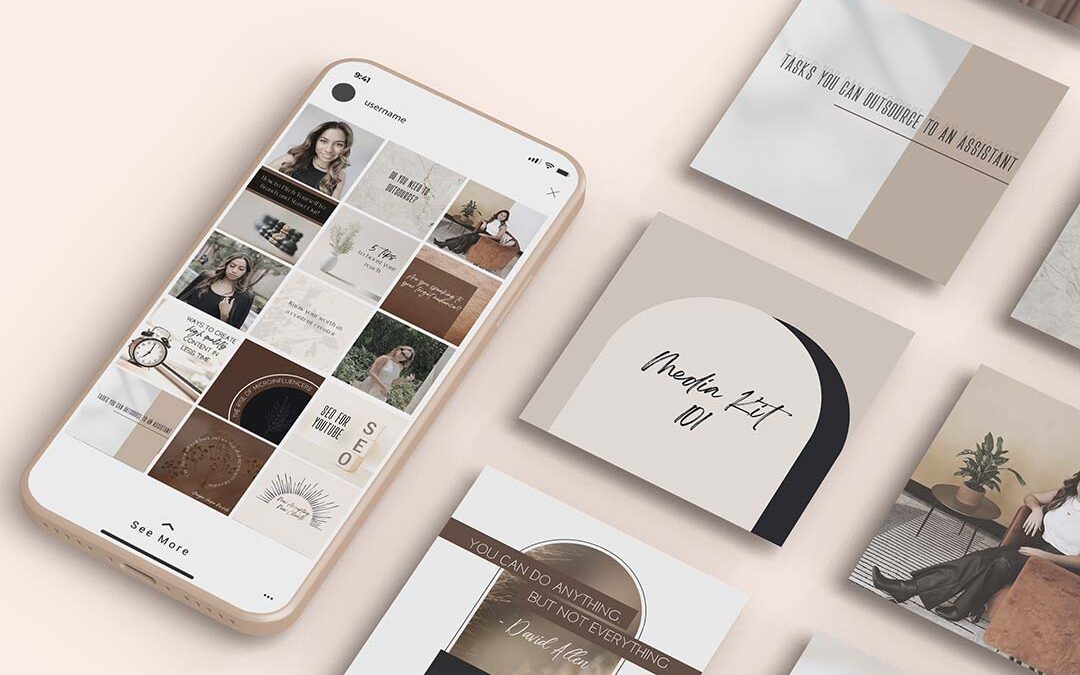 9:41
username
How to Pitch Yourself to
Brands and Stand Out!
DO YOU NEED TO
OUTSOURCE?
5 tips
to boost your
reach
Are you speaking to
your target audience?
Know your worth as
a content creator
WAYS TO CREATE
high quality
CONTENT IN
LESS TIME
THE RISE OF MICROINFLUENCERS
SEO FOR
YOUTUBE
SEO
TASKS YOU CAN OUTSOURCE TO AN ASSISTANT
See More
TASKS YOU CAN OUTSOURCE TO AN ASSISTANT
Media Kit
101
YOU CAN DO ANYTHING
BUT NOT EVERYTHING
- David Allen